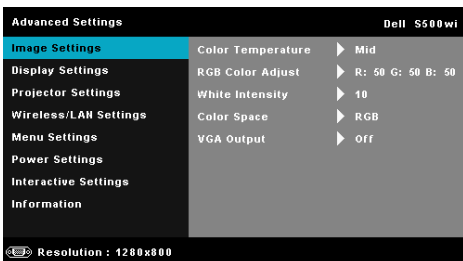 Advanced Settings Dell S500wi
Image Settings Color Temperature Mid
Display Settings RGB Color Adjust R: 50 G: 50 B: 50
Projector Settings White Intensity 10
Wireless/LAN Settings Color Space RGB
Menu Settings VGA Output Off
Power Settings
Interactive Settings
Information
Resolution : 1280x800